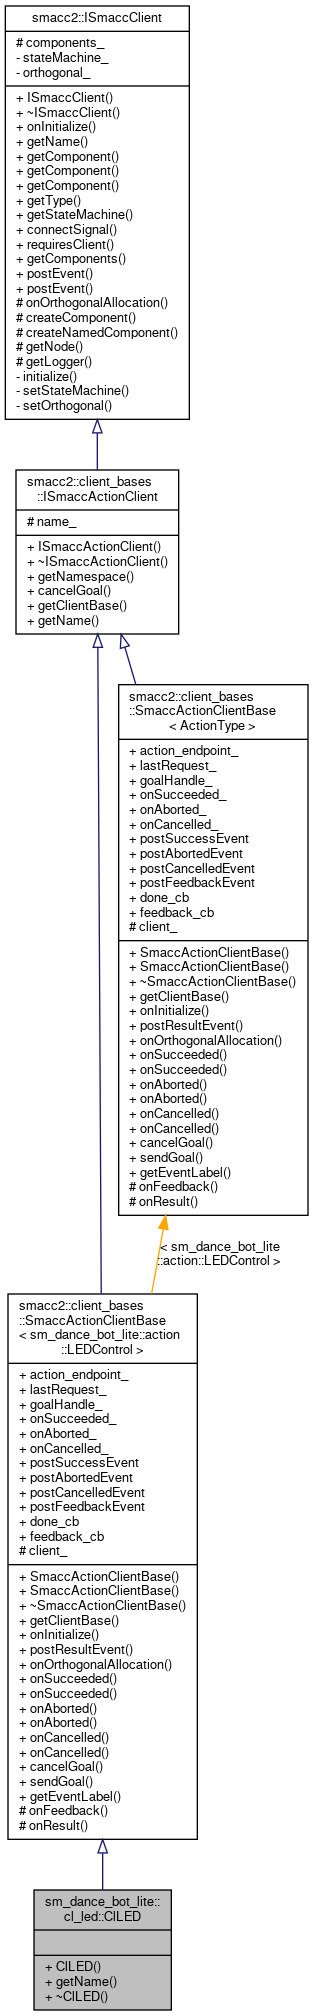 smacc2::ISmaccClient
# components_
- stateMachine_
- orthogonal_
+ ISmaccClient()
+ ~ISmaccClient()
+ onInitialize()
+ getName()
+ getComponent()
+ getComponent()
+ getComponent()
+ getType()
+ getStateMachine()
+ connectSignal()
+ requiresClient()
+ getComponents()
+ postEvent()
+ postEvent()
# onOrthogonalAllocation()
# createComponent()
# createNamedComponent()
# getNode()
# getLogger()
- initialize()
- setStateMachine()
- setOrthogonal()
smacc2::client_bases
::ISmaccActionClient
# name_
+ ISmaccActionClient()
+ ~ISmaccActionClient()
+ getNamespace()
+ cancelGoal()
+ getClientBase()
+ getName()
smacc2::client_bases
::SmaccActionClientBase
< ActionType >
+ action_endpoint_
+ lastRequest_
+ goalHandle_
+ onSucceeded_
+ onAborted_
+ onCancelled_
+ postSuccessEvent
+ postAbortedEvent
+ postCancelledEvent
+ postFeedbackEvent
+ done_cb
+ feedback_cb
# client_
+ SmaccActionClientBase()
+ SmaccActionClientBase()
+ ~SmaccActionClientBase()
+ getClientBase()
+ onInitialize()
+ postResultEvent()
+ onOrthogonalAllocation()
+ onSucceeded()
+ onSucceeded()
+ onAborted()
+ onAborted()
+ onCancelled()
+ onCancelled()
+ cancelGoal()
+ sendGoal()
+ getEventLabel()
# onFeedback()
# onResult()
< sm_dance_bot_lite
::action::LEDControl >
smacc2::client_bases
::SmaccActionClientBase
< sm_dance_bot_lite::action
::LEDControl >
+ action_endpoint_
+ lastRequest_
+ goalHandle_
+ onSucceeded_
+ onAborted_
+ onCancelled_
+ postSuccessEvent
+ postAbortedEvent
+ postCancelledEvent
+ postFeedbackEvent
+ done_cb
+ feedback_cb
# client_
+ SmaccActionClientBase()
+ SmaccActionClientBase()
+ ~SmaccActionClientBase()
+ getClientBase()
+ onInitialize()
+ postResultEvent()
+ onOrthogonalAllocation()
+ onSucceeded()
+ onSucceeded()
+ onAborted()
+ onAborted()
+ onCancelled()
+ onCancelled()
+ cancelGoal()
+ sendGoal()
+ getEventLabel()
# onFeedback()
# onResult()
sm_dance_bot_lite::
cl_led::ClLED
+ ClLED()
+ getName()
+ ~ClLED()